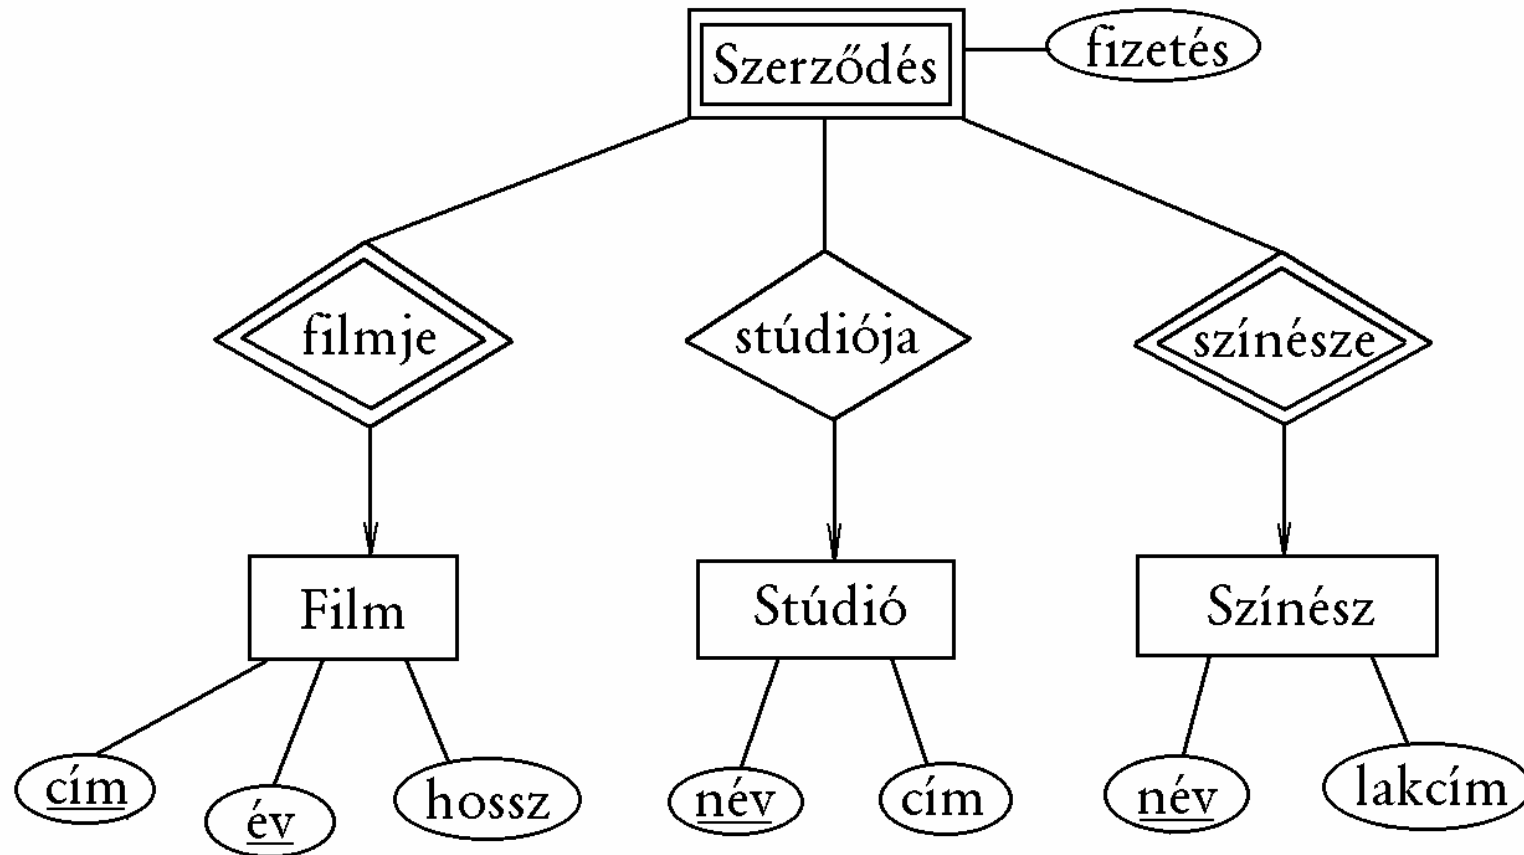 Szerződés
fizetés
filmje
stúdiója
színésze
Film
Stúdió
Színész
cím
év
hossz
név
cím
név
lakcím